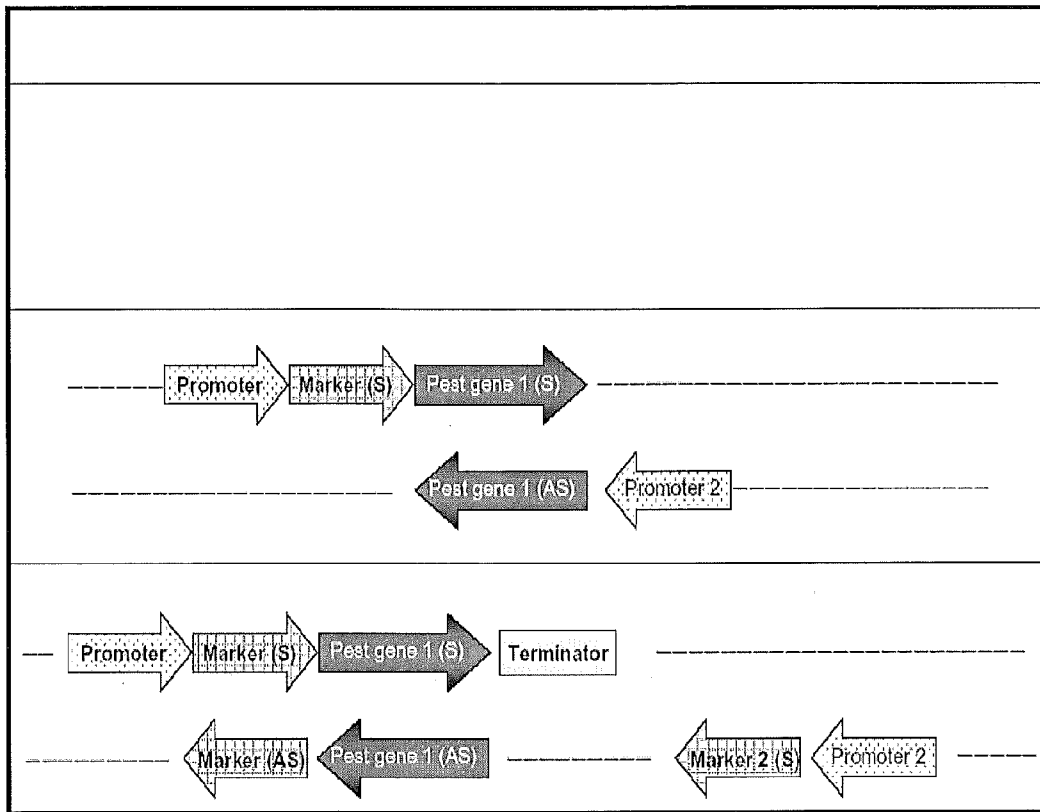 Promoter Marker (S) Pest gene 1 (S)
Pest gene 1 (AS) Promoter 2
Promoter Marker (S) Pest gene 1 (S) Terminator
Marker (AS) Pest gene 1 (AS) Marker 2 (S) Promoter 2